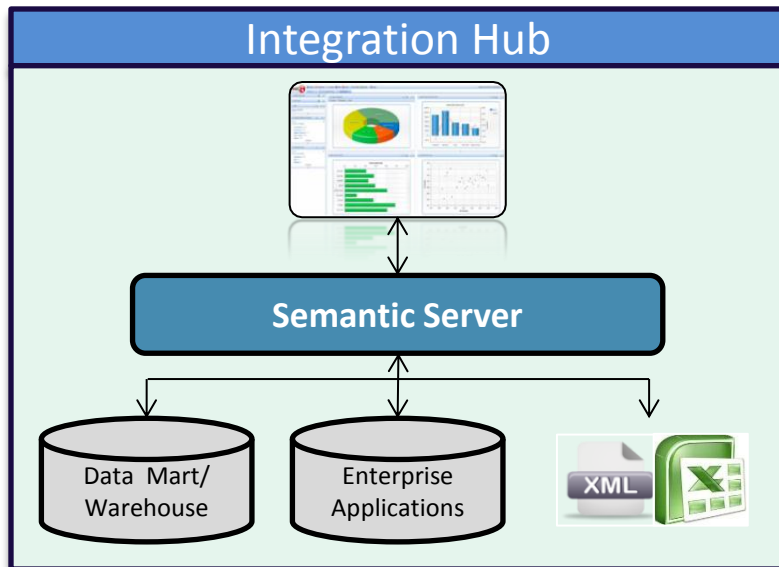 Integration Hub
Semantic Server
Data Mart/
Warehouse
Enterprise
Applications
XML